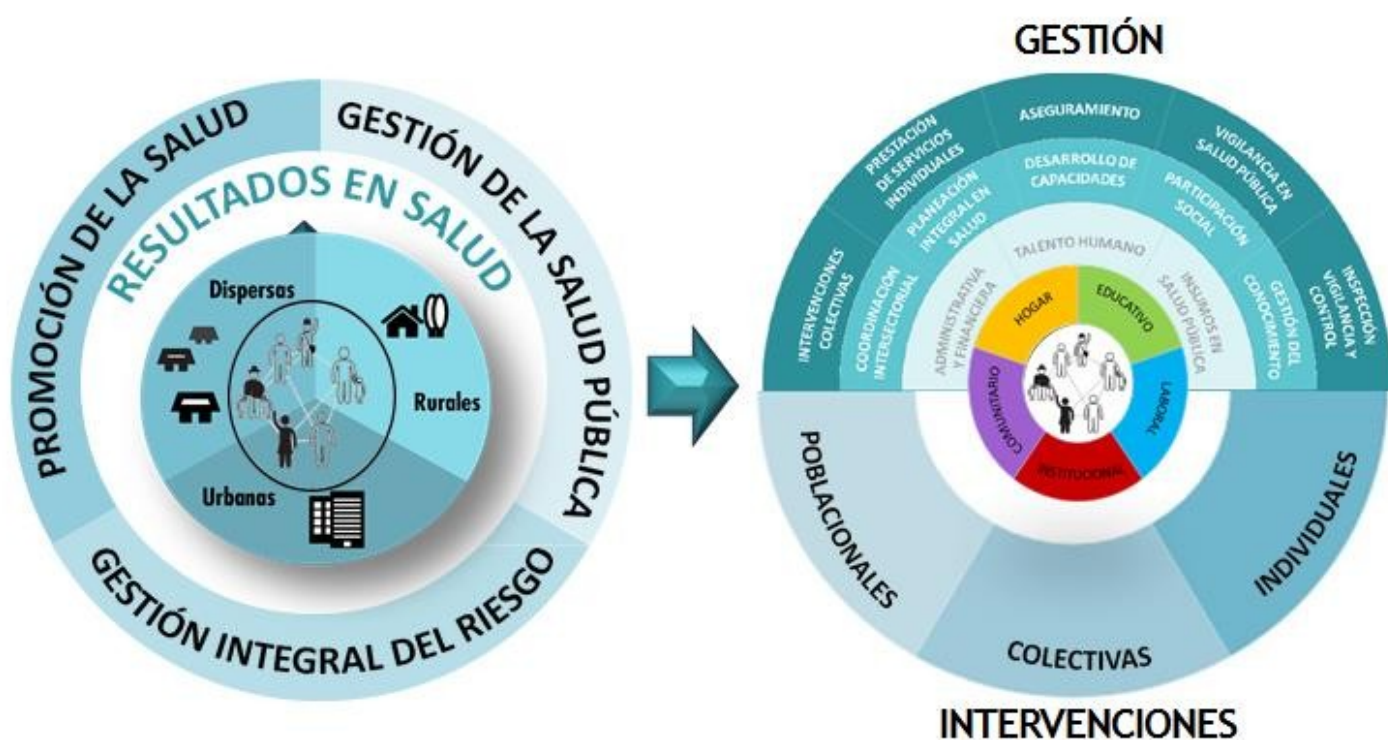 PROMOCIÓN DE LA SALUD
GESTIÓN DE LA SALUD PÚBLICA
GESTIÓN INTEGRAL DEL RIESGO
RESULTADOS EN SALUD
Dispersas
Rurales
Urbanas
GESTIÓN
INTERVENCIONES
COLECTIVAS
PRESTACIÓN
DE SERVICIOS
INDIVIDUALES
ASEGURAMIENTO
VIGILANCIA EN
SALUD PÚBLICA
INSPECCIÓN
VIGILANCIA Y
CONTROL
COORDINACIÓN
INTERSECTORIAL
PLANEACIÓN
INTEGRAL EN
SALUD
DESARROLLO DE
CAPACIDADES
PARTICIPACIÓN
SOCIAL
GESTIÓN DEL
CONOCIMIENTO
ADMINISTRATIVA
Y FINANCIERA
TALENTO HUMANO
INSUMOS EN
SALUD PÚBLICA
HOGAR
EDUCATIVO
LABORAL
INSTITUCIONAL
COMUNITARIO
POBLACIONALES
COLECTIVAS
INDIVIDUALES
INTERVENCIONES